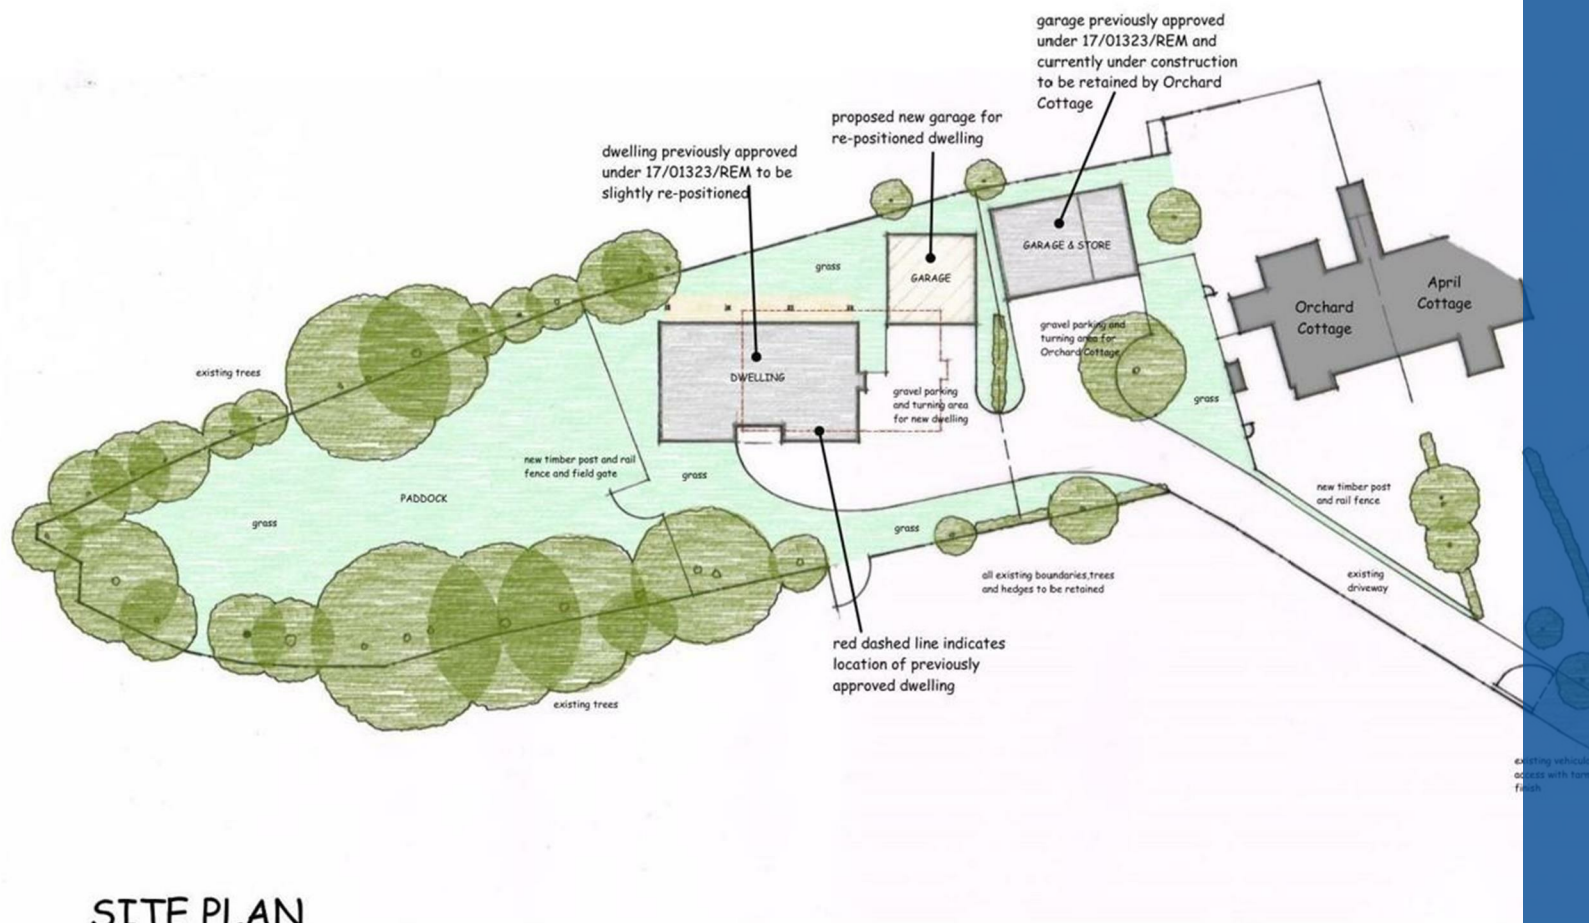 garage previously approved
under 17/01323/REM and
currently under construction
to be retained by Orchard
Cottage
proposed new garage for
re-positioned dwelling
dwelling previously approved
under 17/01323/REM to be
slightly re-positioned
GARAGE & STORE
grass
GARAGE
April
Cottage
Orchard
Cottage
gravel parking and
turning area for
Orchard Cottage
existing trees
DWELLING
gravel parking
and turning area
for new dwelling
grass
new timber post and rail
fence and field gate
grass
PADDOCK
grass
grass
new timber post
and rail fence
all existing boundaries,trees
and hedges to be retained
existing
driveway
red dashed line indicates
location of previously
approved dwelling
existing trees
existing
access with
finish
SITE PLAN